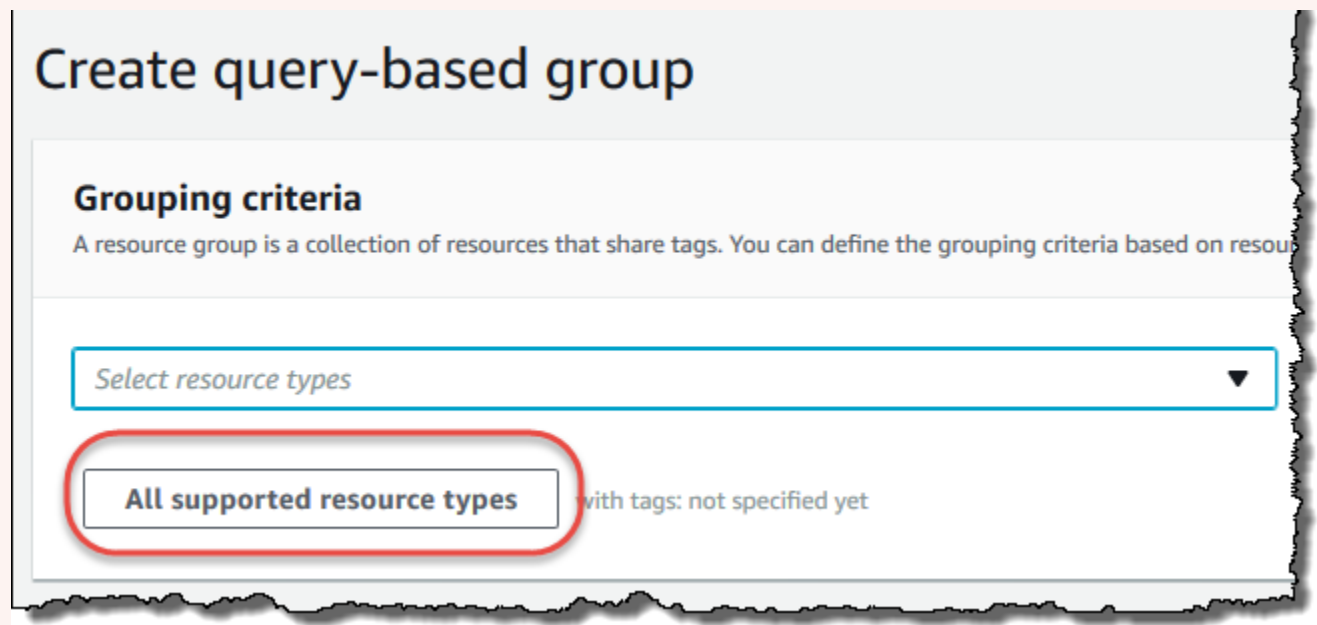 Create query-based group
Grouping criteria
A resource group is a collection of resources that share tags. You can define the grouping criteria based on
Select resource types
All supported resource types with tags: not specified yet